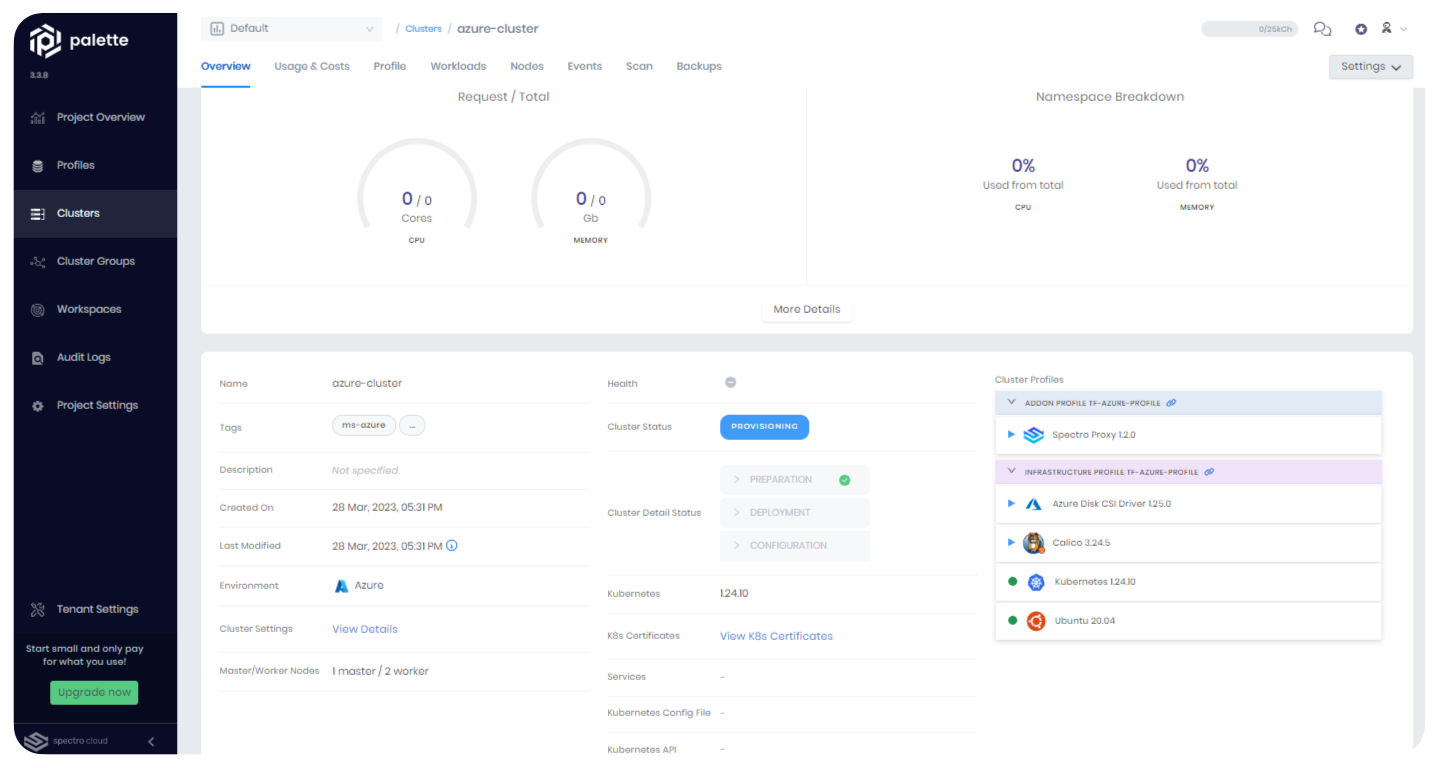 palette
3.3.8
Project Overview
Profiles
Clusters
Cluster Groups
Workspaces
Audit Logs
Project Settings
Tenant Settings
Start small and only pay
for what you use!
Upgrade now
spectro cloud
Default
/ Clusters / azure-cluster
0/25kCh
Overview Usage & Costs Profile Workloads Nodes Events Scan Backups
Settings
Request / Total
0 / 0
Cores
CPU
0 / 0
Gb
MEMORY
Namespace Breakdown
0%
Used from total
CPU
0%
Used from total
MEMORY
More Details
Name azure-cluster
Tags ms-azure ...
Description Not specified.
Created On 28 Mar, 2023, 05:31 PM
Last Modified 28 Mar, 2023, 05:31 PM
Environment Azure
Cluster Settings View Details
Master/Worker Nodes 1 master / 2 worker
Health
Cluster Status PROVISIONING
Cluster Detail Status
PREPARATION
DEPLOYMENT
CONFIGURATION
Kubernetes 1.24.10
K8s Certificates View K8s Certificates
Services -
Kubernetes Config File -
Kubernetes API -
Cluster Profiles
ADDON PROFILE TF-AZURE-PROFILE
Spectro Proxy 1.2.0
INFRASTRUCTURE PROFILE TF-AZURE-PROFILE
Azure Disk CSI Driver 1.25.0
Calico 3.24.5
Kubernetes 1.24.10
Ubuntu 20.04